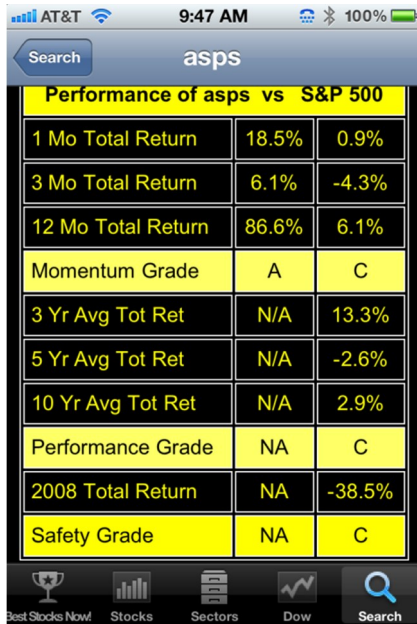 AT&T 9:47 AM 100%
Search asps
Performance of asps vs S&P 500
1 Mo Total Return 18.5% 0.9%
3 Mo Total Return 6.1% -4.3%
12 Mo Total Return 86.6% 6.1%
Momentum Grade A C
3 Yr Avg Tot Ret N/A 13.3%
5 Yr Avg Tot Ret N/A -2.6%
10 Yr Avg Tot Ret N/A 2.9%
Performance Grade NA C
2008 Total Return NA -38.5%
Safety Grade NA C
Best Stocks Now! Stocks Sectors Dow Search